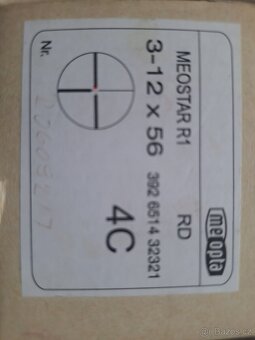 MEOSTAR R1 RD
meopta
3-12 x 56 392 6514 32321
4C
Nr.